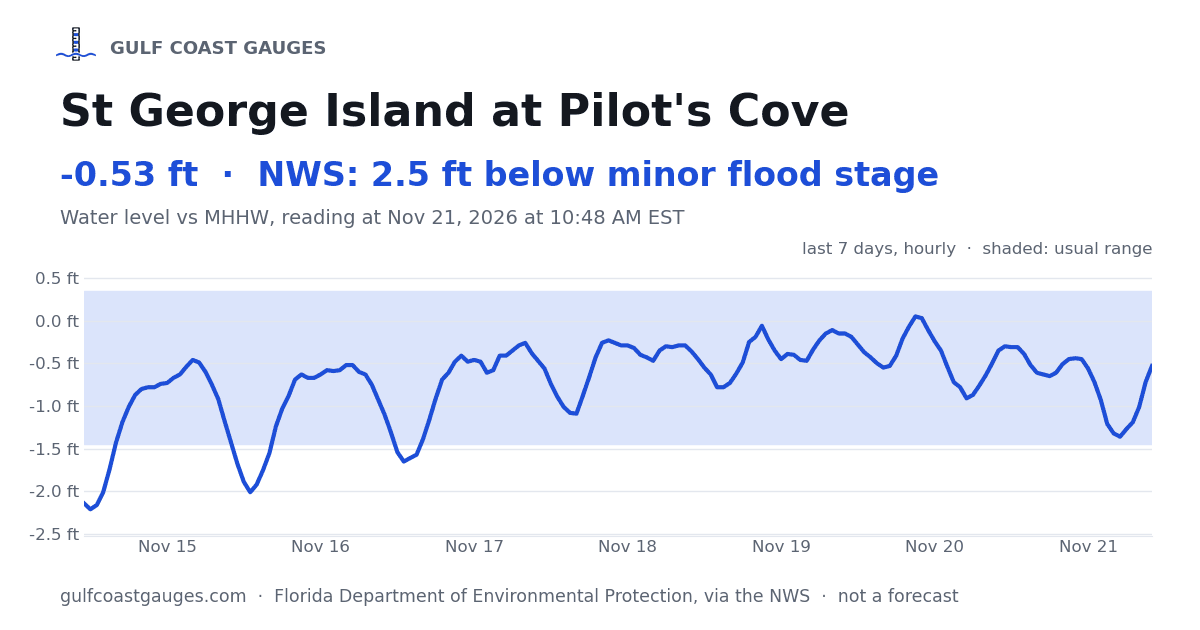 GULF COAST GAUGES
St George Island at Pilot's Cove
-0.53 ft · NWS: 2.5 ft below minor flood stage
Water level vs MHHW, reading at Nov 21, 2026 at 10:48 AM EST
last 7 days, hourly · shaded: usual range
0.5 ft
0.0 ft
-0.5 ft
-1.0 ft
-1.5 ft
-2.0 ft
-2.5 ft
Nov 15 Nov 16 Nov 17 Nov 18 Nov 19 Nov 20 Nov 21
gulfcoastgauges.com · Florida Department of Environmental Protection, via the NWS · not a forecast